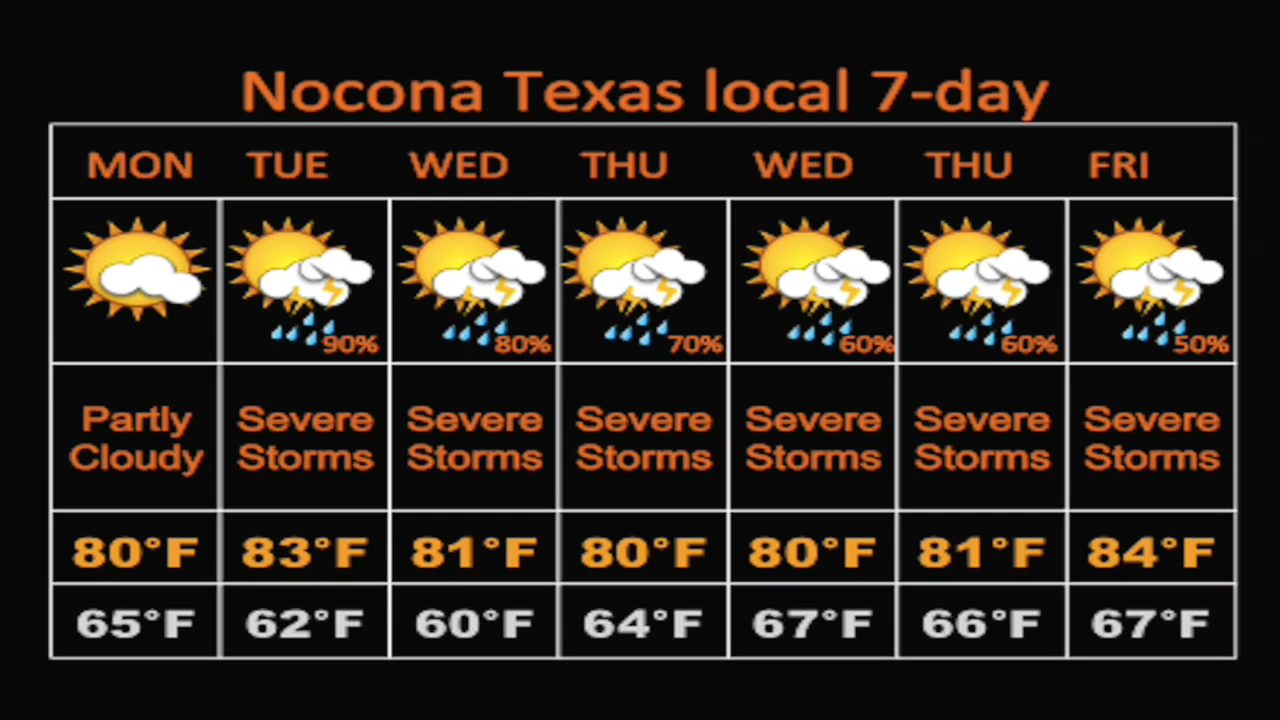 Nocona Texas local 7-day
MON TUE WED THU WED THU FRI
90% 80% 70% 60% 60% 50%
Partly Severe Severe Severe Severe Severe Severe
Cloudy Storms Storms Storms Storms Storms Storms
80°F 83°F 81°F 80°F 80°F 81°F 84°F
65°F 62°F 60°F 64°F 67°F 66°F 67°F